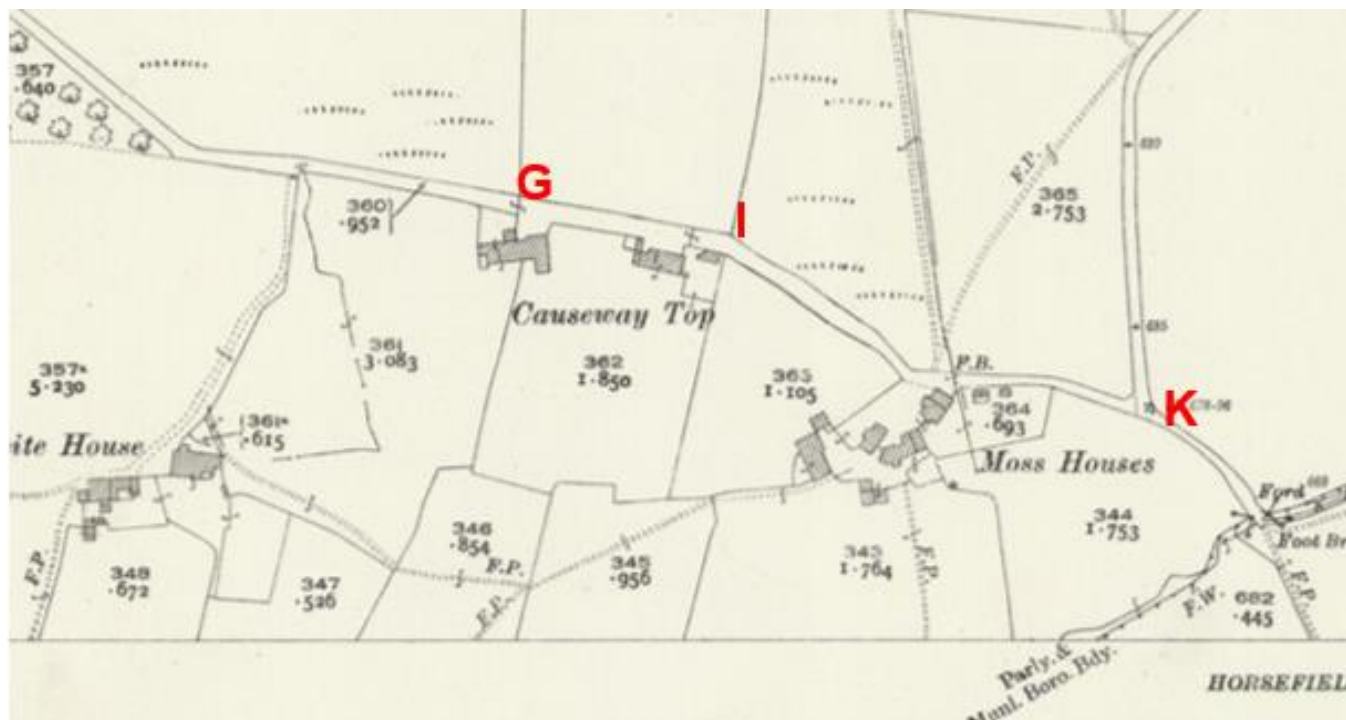 357
·640
G
360
·952
I
F.P.
365
2·753
Causeway Top
361
3·083
357ᵃ
5·230
362
1·850
363
1·105
F.B.
364
·693
K
ite House
361ᵃ
·615
Moss Houses
Ford
Foot Br
344
1·753
346
·854
F.P.
345
·956
343
1·764
F.P.
F.P.
348
·672
347
·526
F.P.
F.W.
682
·445
F.P.
Parly. &
Munl. Boro. Bdy.
HORSEFIEL